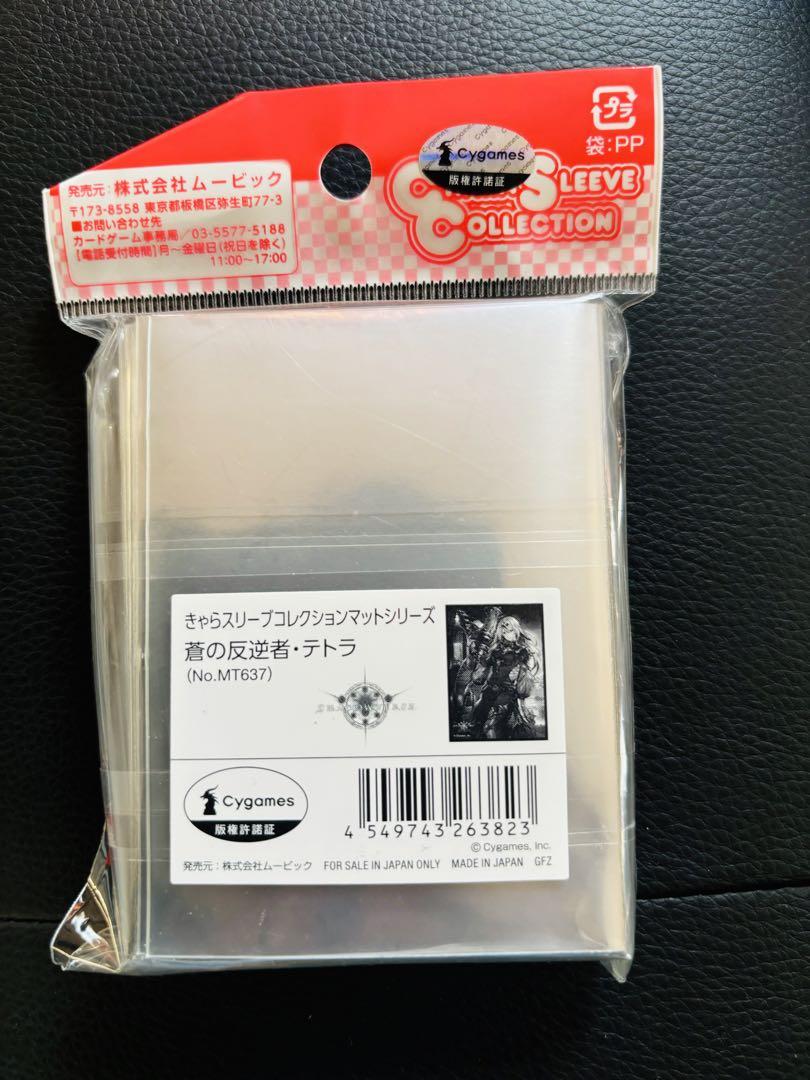 プラ
袋:PP
Cygames
版権許諾証
SLEEVE
COLLECTION
発売元:株式会社ムービック
〒173-8558 東京都板橋区弥生町77-3
■お問い合わせ先
カードゲーム事務局/03-5577-5188
【電話受付時間】月~金曜日(祝日を除く)
11:00~17:00
きゃらスリーブコレクションマットシリーズ
蒼の反逆者・テトラ
(No.MT637)
Cygames
版権許諾証
4 549743 263823
© Cygames, Inc.
発売元:株式会社ムービック FOR SALE IN JAPAN ONLY MADE IN JAPAN GFZ